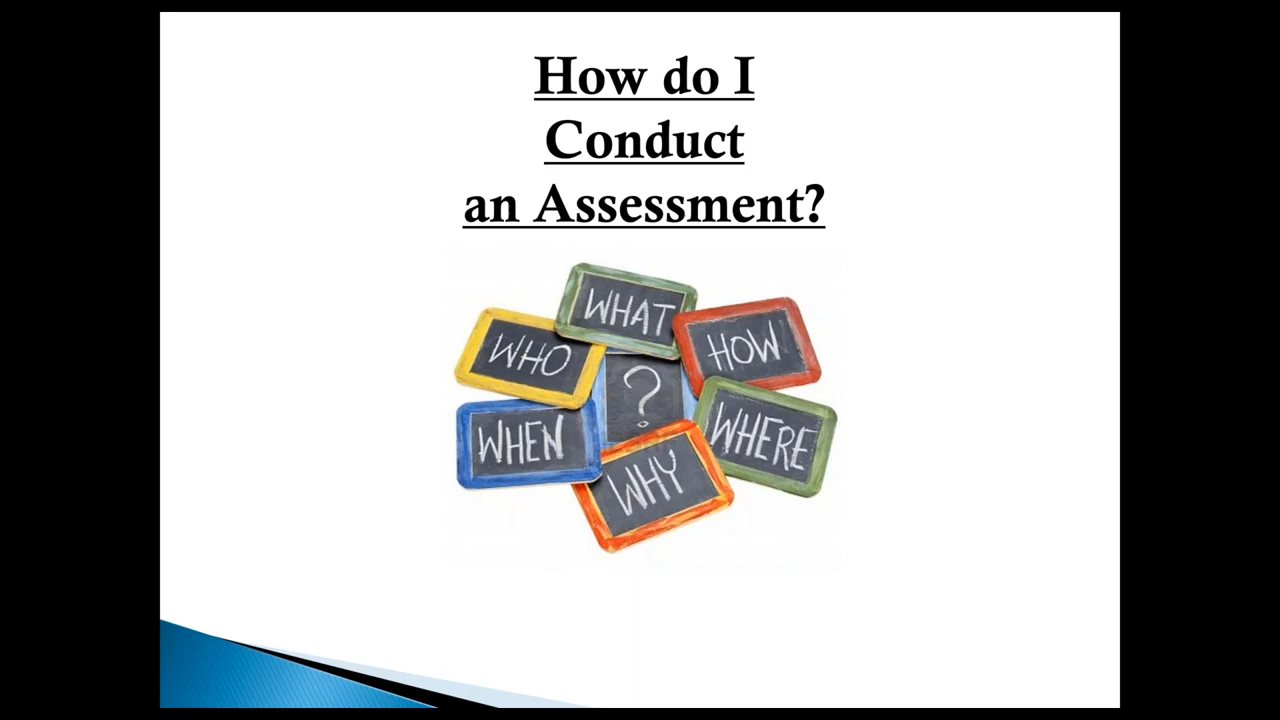 How do I
Conduct
an Assessment?
WHAT
WHO
HOW
?
WHEN
WHERE
WHY